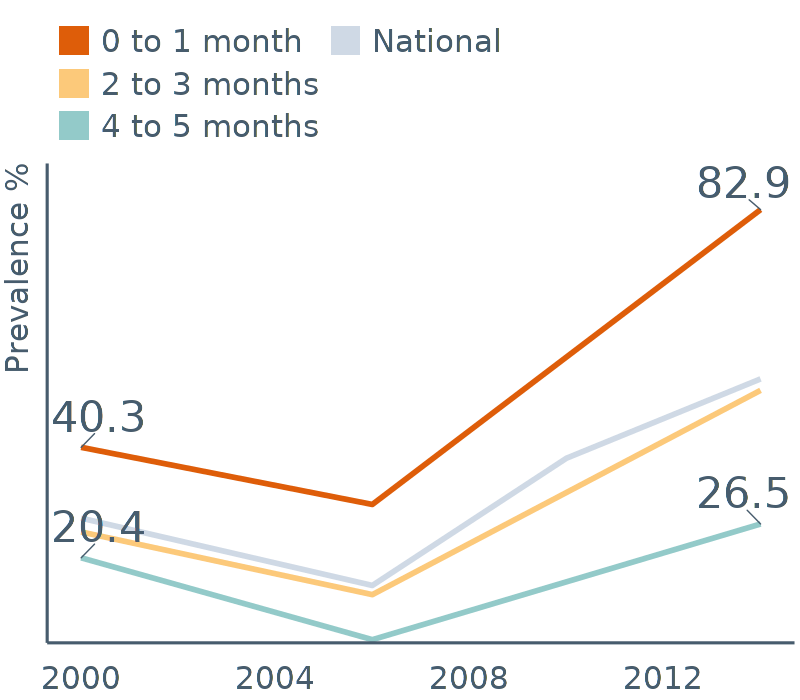 0 to 1 month
National
2 to 3 months
4 to 5 months
Prevalence %
82.9
40.3
26.5
20.4
2000 2004 2008 2012